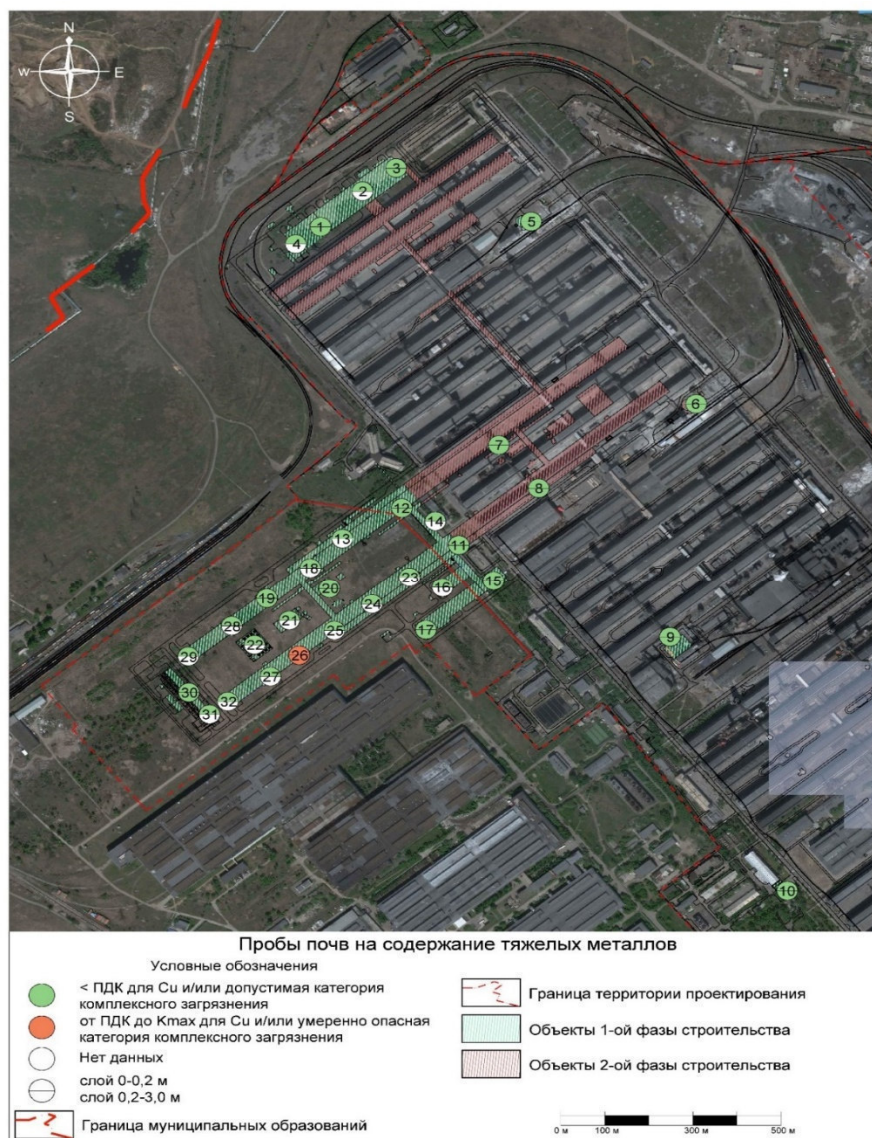 N
W E
S
3
2
1
4
5
6
7
8
12
14
13
11
18
23
15
16
20
19
24
21
28
25
17
22
29
26
27
9
30
32
31
10
Пробы почв на содержание тяжелых металлов
Условные обозначения
< ПДК для Cu и/или допустимая категория
комплексного загрязнения
от ПДК до Kmax для Cu и/или умеренно опасная
категория комплексного загрязнения
Нет данных
слой 0-0,2 м
слой 0,2-3,0 м
Граница муниципальных образований
Граница территории проектирования
Объекты 1-ой фазы строительства
Объекты 2-ой фазы строительства
0 м 100 м 300 м 500 м